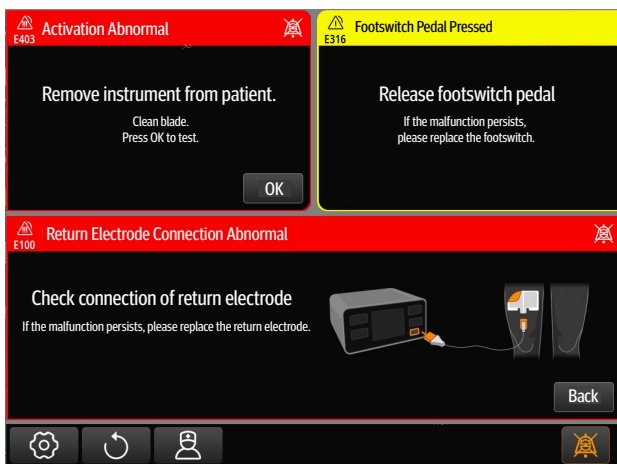 E403
Activation Abnormal
Remove instrument from patient.
Clean blade.
Press OK to test.
OK
E316
Footswitch Pedal Pressed
Release footswitch pedal
If the malfunction persists,
please replace the footswitch.
E100
Return Electrode Connection Abnormal
Check connection of return electrode
If the malfunction persists, please replace the return electrode.
Back